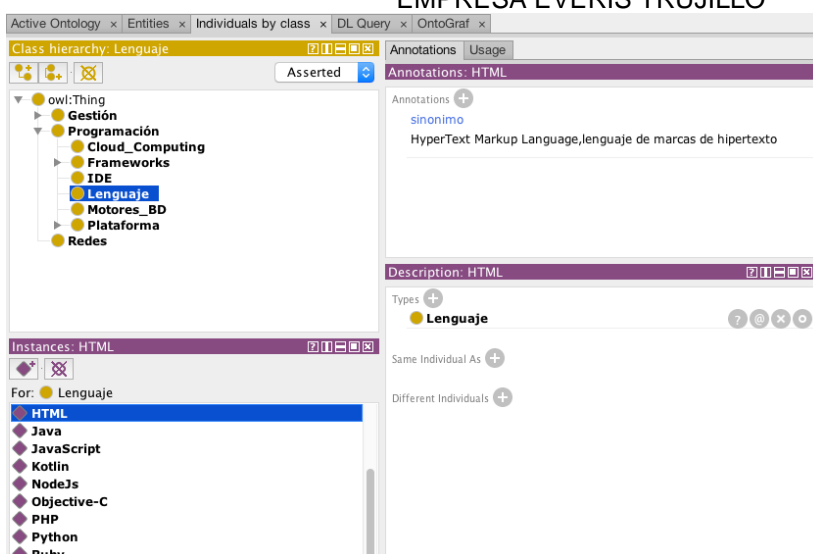 EMPRESA EVERIS TRUJILLO
Active Ontology × Entities × Individuals by class × DL Query × OntoGraf ×
Class hierarchy: Lenguaje
Asserted
owl:Thing
Gestión
Programación
Cloud_Computing
Frameworks
IDE
Lenguaje
Motores_BD
Plataforma
Redes
Instances: HTML
For: Lenguaje
HTML
Java
JavaScript
Kotlin
NodeJs
Objective-C
PHP
Python
Ruby
Annotations Usage
Annotations: HTML
Annotations
sinonimo
HyperText Markup Language,lenguaje de marcas de hipertexto
Description: HTML
Types
Lenguaje
Same Individual As
Different Individuals